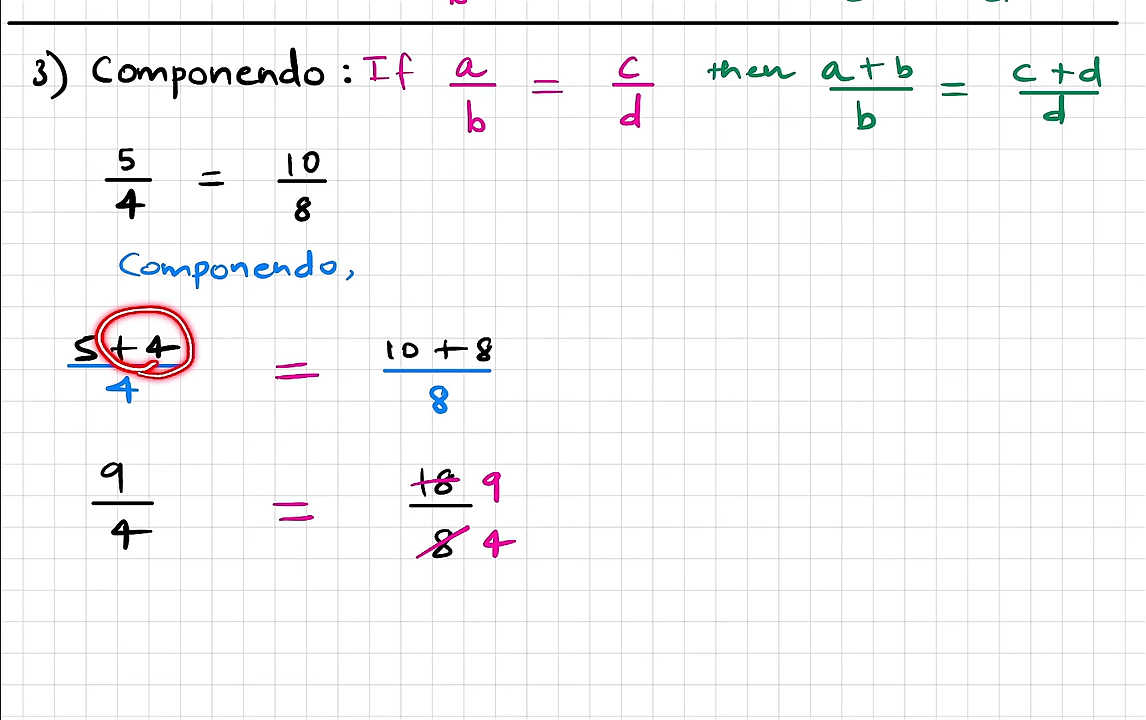 3) Componendo : If a/b = c/d then a+b/b = c+d/d
5/4 = 10/8
Componendo,
5+4/4 = 10+8/8
9/4 = 18/8 9/4